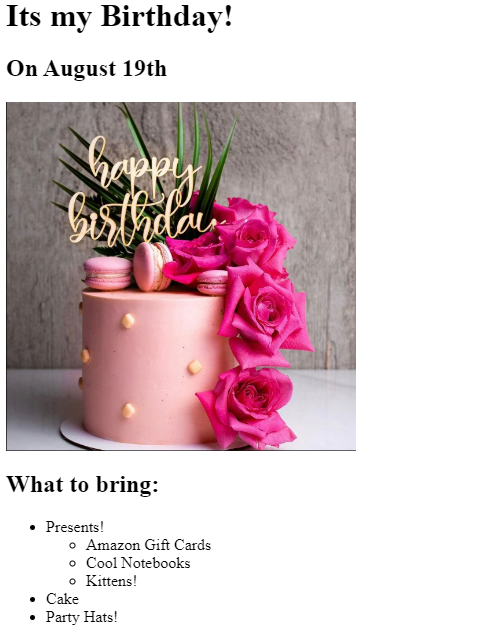 Its my Birthday!
On August 19th
happy
birthday
What to bring:
Presents!
Amazon Gift Cards
Cool Notebooks
Kittens!
Cake
Party Hats!